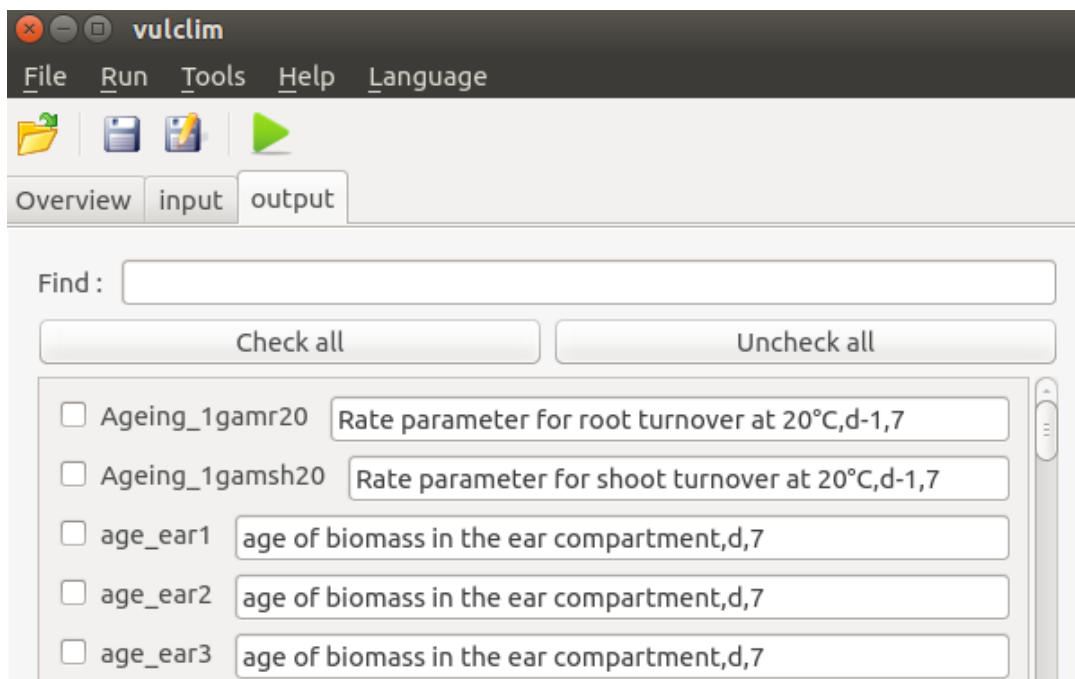 vulclim
File Run Tools Help Language
Overview input output
Find :
Check all Uncheck all
Ageing_1gamr20 Rate parameter for root turnover at 20°C,d-1,7
Ageing_1gamsh20 Rate parameter for shoot turnover at 20°C,d-1,7
age_ear1 age of biomass in the ear compartment,d,7
age_ear2 age of biomass in the ear compartment,d,7
age_ear3 age of biomass in the ear compartment,d,7